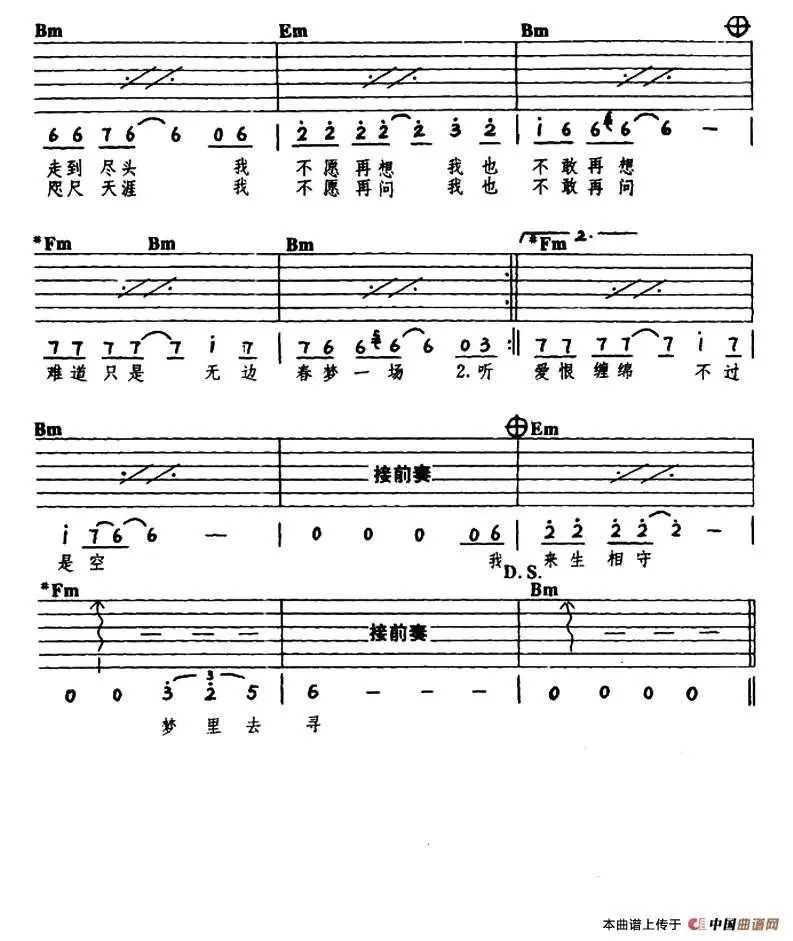 Bm Em Bm
6 6 7 6 6 0 6 | 2 2 2 2 2 3 2 | i 6 6 6 6 6 —
走到 尽头 我 不愿再想 我也 不敢再想
咫尺 天涯 我 不愿再问 我也 不敢再问
#Fm Bm Bm #Fm 2.
7 7 7 7 7 i 7 | 7 6 6 5 6 6 0 3 :‖ 7 7 7 7 7 i 7
难道 只是 无边 春梦一场 2.听 爱恨 缠绵 不过
Bm Em
接前奏
i 7 6 6 — | 0 0 0 0 6 | 2 2 2 2 2 —
是空 我 来生 相守
D.S.
#Fm Bm
接前奏
3
0 0 3 2 5 | 6 — — — | 0 0 0 0 ‖
梦 里 去 寻
本曲谱上传于 中国曲谱网